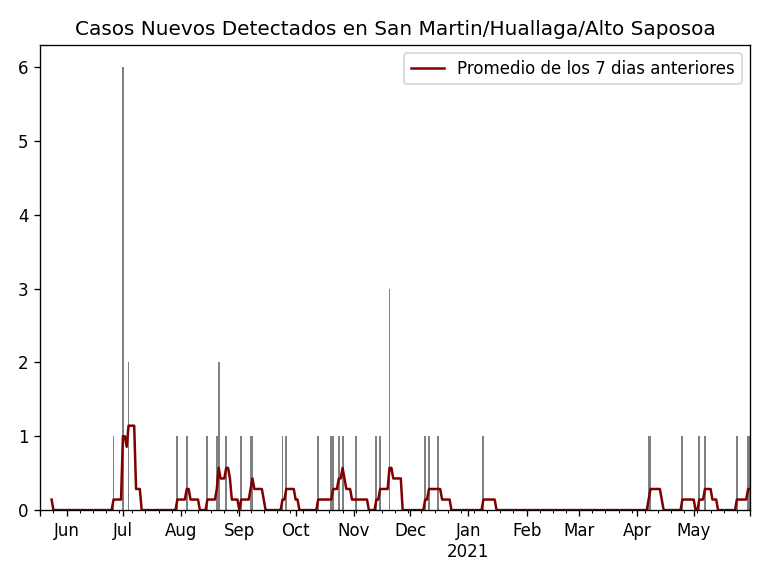 Casos Nuevos Detectados en San Martin/Huallaga/Alto Saposoa
Promedio de los 7 dias anteriores
6
5
4
3
2
1
0
Jun Jul Aug Sep Oct Nov Dec Jan Feb Mar Apr May
2021